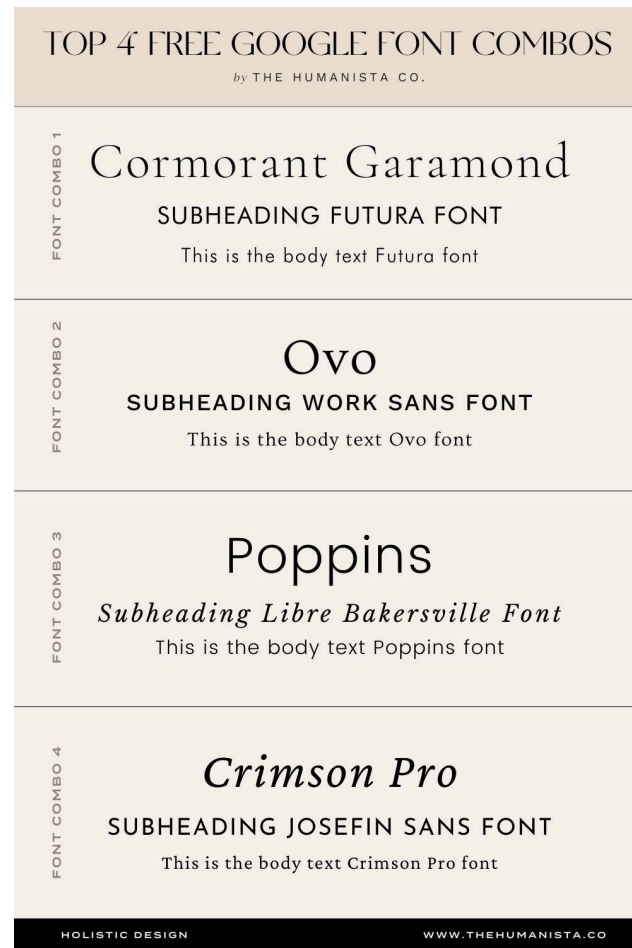 TOP 4 FREE GOOGLE FONT COMBOS
by THE HUMANISTA CO.
FONT COMBO 1
Cormorant Garamond
SUBHEADING FUTURA FONT
This is the body text Futura font
FONT COMBO 2
Ovo
SUBHEADING WORK SANS FONT
This is the body text Ovo font
FONT COMBO 3
Poppins
Subheading Libre Bakersville Font
This is the body text Poppins font
FONT COMBO 4
Crimson Pro
SUBHEADING JOSEFIN SANS FONT
This is the body text Crimson Pro font
HOLISTIC DESIGN
WWW.THEHUMANISTA.CO